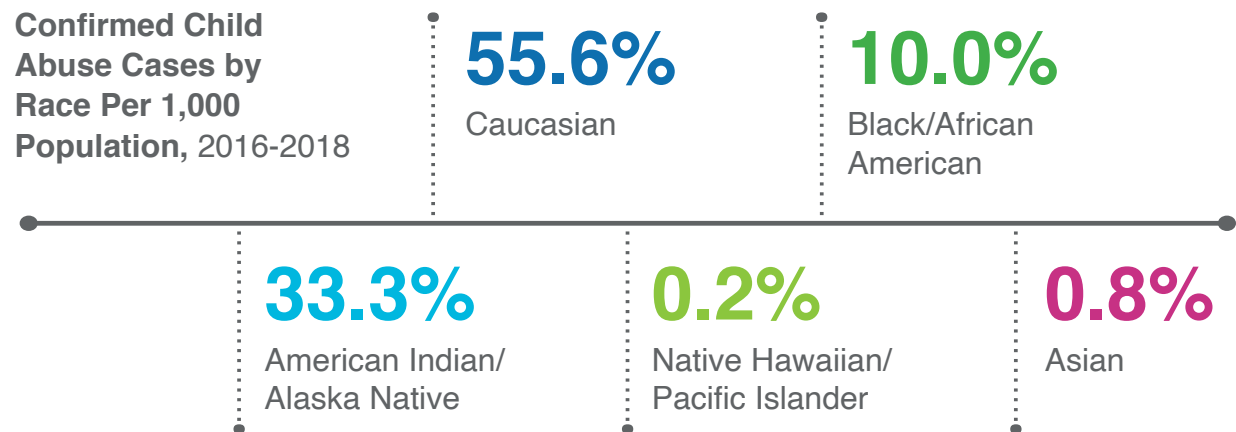 Confirmed Child
Abuse Cases by
Race Per 1,000
Population, 2016-2018
55.6%
Caucasian
10.0%
Black/African
American
33.3%
American Indian/
Alaska Native
0.2%
Native Hawaiian/
Pacific Islander
0.8%
Asian